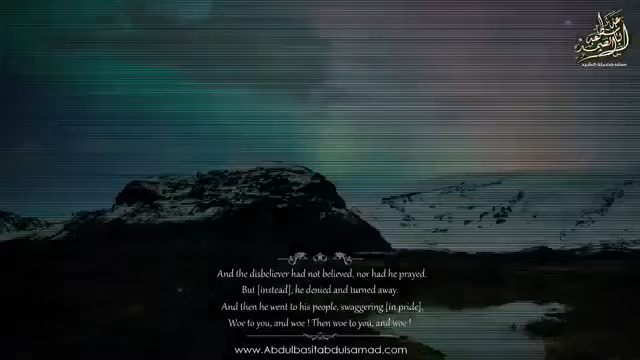 And the disbeliever had not believed, nor had he prayed.
But [instead], he denied and turned away.
And then he went to his people, swaggering [in pride],
Woe to you, and woe ! Then woe to you, and woe !
www.Abdulbasitabdulsamad.com